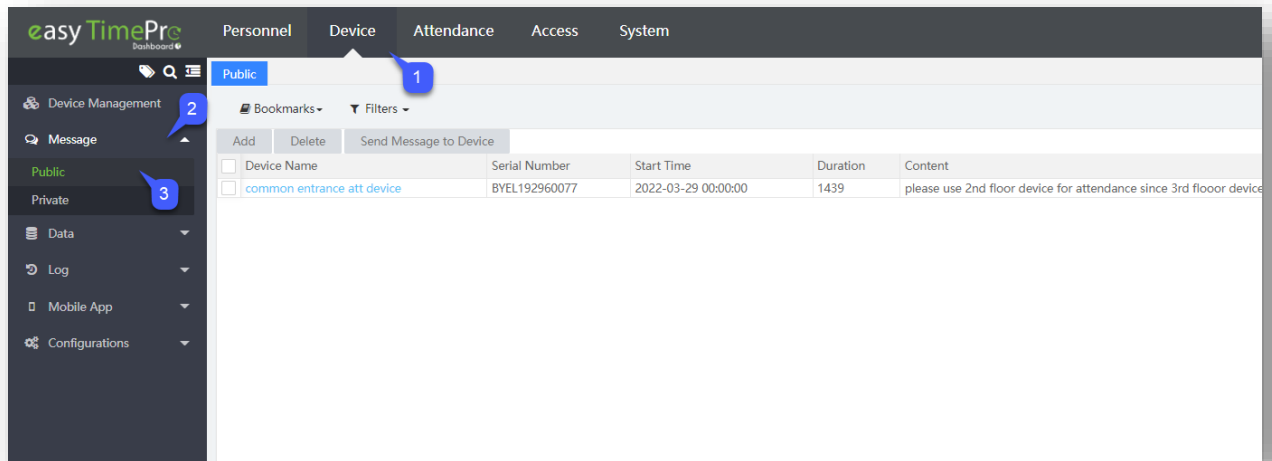 easy TimePro
Dashboard
Personnel Device Attendance Access System
1
Public
Device Management
2
Bookmarks Filters
Message
Add Delete Send Message to Device
Device Name Serial Number Start Time Duration Content
Public
common entrance att device BYEL192960077 2022-03-29 00:00:00 1439 please use 2nd floor device for attendance since 3rd flooor device
3
Private
Data
Log
Mobile App
Configurations